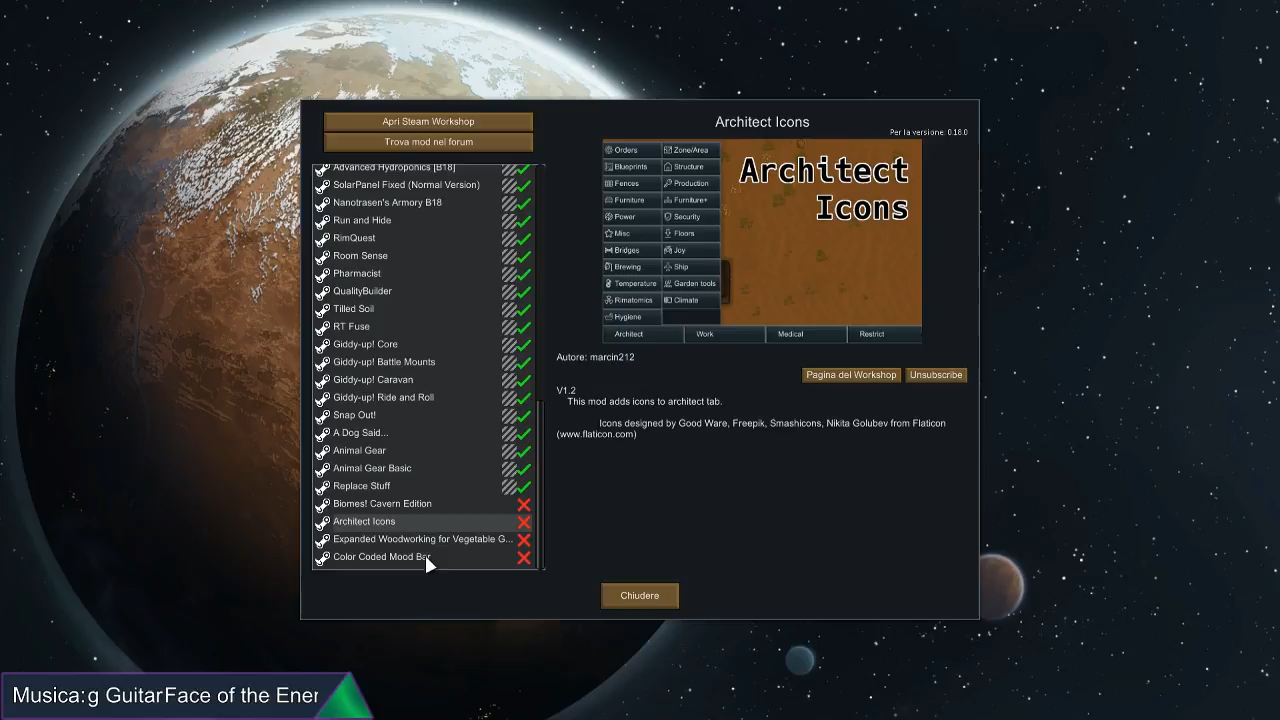 Apri Steam Workshop
Trova mod nel forum
Advanced Hydroponics [B18]
SolarPanel Fixed (Normal Version)
Nanotrasen's Armory B18
Run and Hide
RimQuest
Room Sense
Pharmacist
QualityBuilder
Tilled Soil
RT Fuse
Giddy-up! Core
Giddy-up! Battle Mounts
Giddy-up! Caravan
Giddy-up! Ride and Roll
Snap Out!
A Dog Said...
Animal Gear
Animal Gear Basic
Replace Stuff
Biomes! Cavern Edition
Architect Icons
Expanded Woodworking for Vegetable G...
Color Coded Mood Bar
Architect Icons
Per la versione: 0.18.0
Orders Zone/Area
Blueprints Structure
Fences Production
Furniture Furniture+
Power Security
Misc Floors
Bridges Joy
Brewing Ship
Temperature Garden tools
Rimatomics Climate
Hygiene
Architect Work Medical Restrict
Architect
Icons
Autore: marcin212
Pagina del Workshop Unsubscribe
V1.2
This mod adds icons to architect tab.
Icons designed by Good Ware, Freepik, Smashicons, Nikita Golubev from Flaticon
(www.flaticon.com)
Chiudere
Musica: g GuitarFace of the Ener